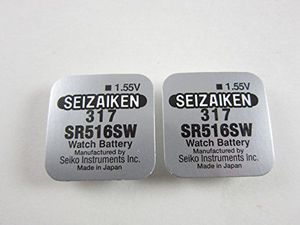 ■ 1.55V
SEIZAIKEN
317
SR516SW
Watch Battery
Manufactured by
Seiko Instruments Inc.
Made in Japan
■ 1.55V
SEIZAIKEN
317
SR516SW
Watch Battery
Manufactured by
Seiko Instruments Inc.
Made in Japan